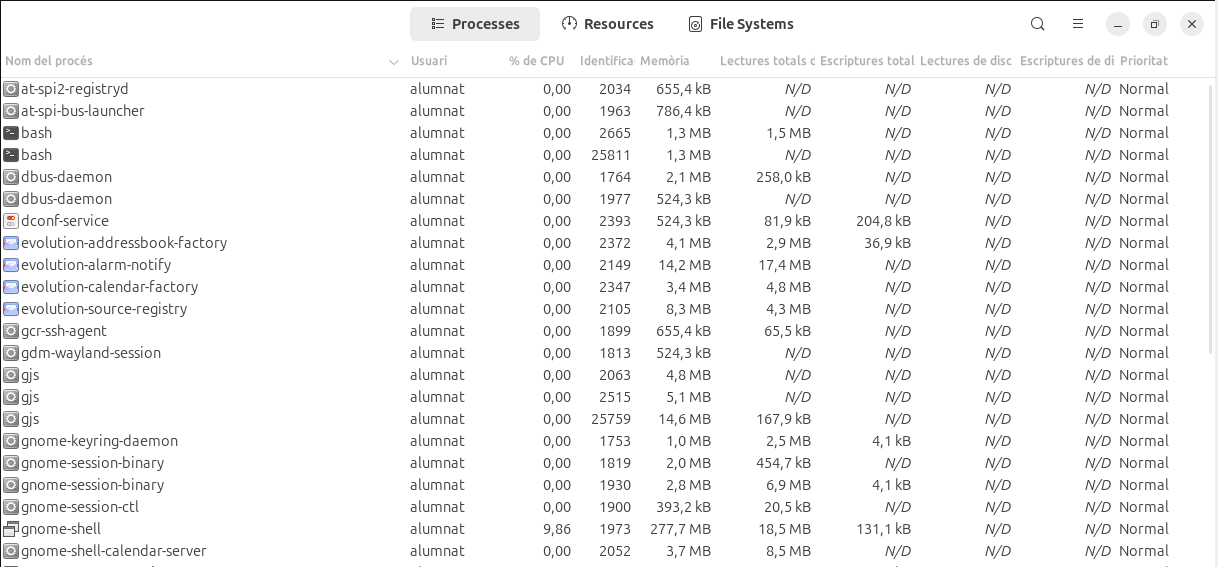 Processes Resources File Systems
Nom del procés Usuari % de CPU Identifica Memòria Lectures totals d Escriptures total Lectures de disc Escriptures de di Prioritat
at-spi2-registryd alumnat 0,00 2034 655,4 kB N/D N/D N/D N/D Normal
at-spi-bus-launcher alumnat 0,00 1963 786,4 kB N/D N/D N/D N/D Normal
bash alumnat 0,00 2665 1,3 MB 1,5 MB N/D N/D N/D Normal
bash alumnat 0,00 25811 1,3 MB N/D N/D N/D N/D Normal
dbus-daemon alumnat 0,00 1764 2,1 MB 258,0 kB N/D N/D N/D Normal
dbus-daemon alumnat 0,00 1977 524,3 kB N/D N/D N/D N/D Normal
dconf-service alumnat 0,00 2393 524,3 kB 81,9 kB 204,8 kB N/D N/D Normal
evolution-addressbook-factory alumnat 0,00 2372 4,1 MB 2,9 MB 36,9 kB N/D N/D Normal
evolution-alarm-notify alumnat 0,00 2149 14,2 MB 17,4 MB N/D N/D N/D Normal
evolution-calendar-factory alumnat 0,00 2347 3,4 MB 4,8 MB N/D N/D N/D Normal
evolution-source-registry alumnat 0,00 2105 8,3 MB 4,3 MB N/D N/D N/D Normal
gcr-ssh-agent alumnat 0,00 1899 655,4 kB 65,5 kB N/D N/D N/D Normal
gdm-wayland-session alumnat 0,00 1813 524,3 kB N/D N/D N/D N/D Normal
gjs alumnat 0,00 2063 4,8 MB N/D N/D N/D N/D Normal
gjs alumnat 0,00 2515 5,1 MB N/D N/D N/D N/D Normal
gjs alumnat 0,00 25759 14,6 MB 167,9 kB N/D N/D N/D Normal
gnome-keyring-daemon alumnat 0,00 1753 1,0 MB 2,5 MB 4,1 kB N/D N/D Normal
gnome-session-binary alumnat 0,00 1819 2,0 MB 454,7 kB N/D N/D N/D Normal
gnome-session-binary alumnat 0,00 1930 2,8 MB 6,9 MB 4,1 kB N/D N/D Normal
gnome-session-ctl alumnat 0,00 1900 393,2 kB 20,5 kB N/D N/D N/D Normal
gnome-shell alumnat 9,86 1973 277,7 MB 18,5 MB 131,1 kB N/D N/D Normal
gnome-shell-calendar-server alumnat 0,00 2052 3,7 MB 8,5 MB N/D N/D N/D Normal